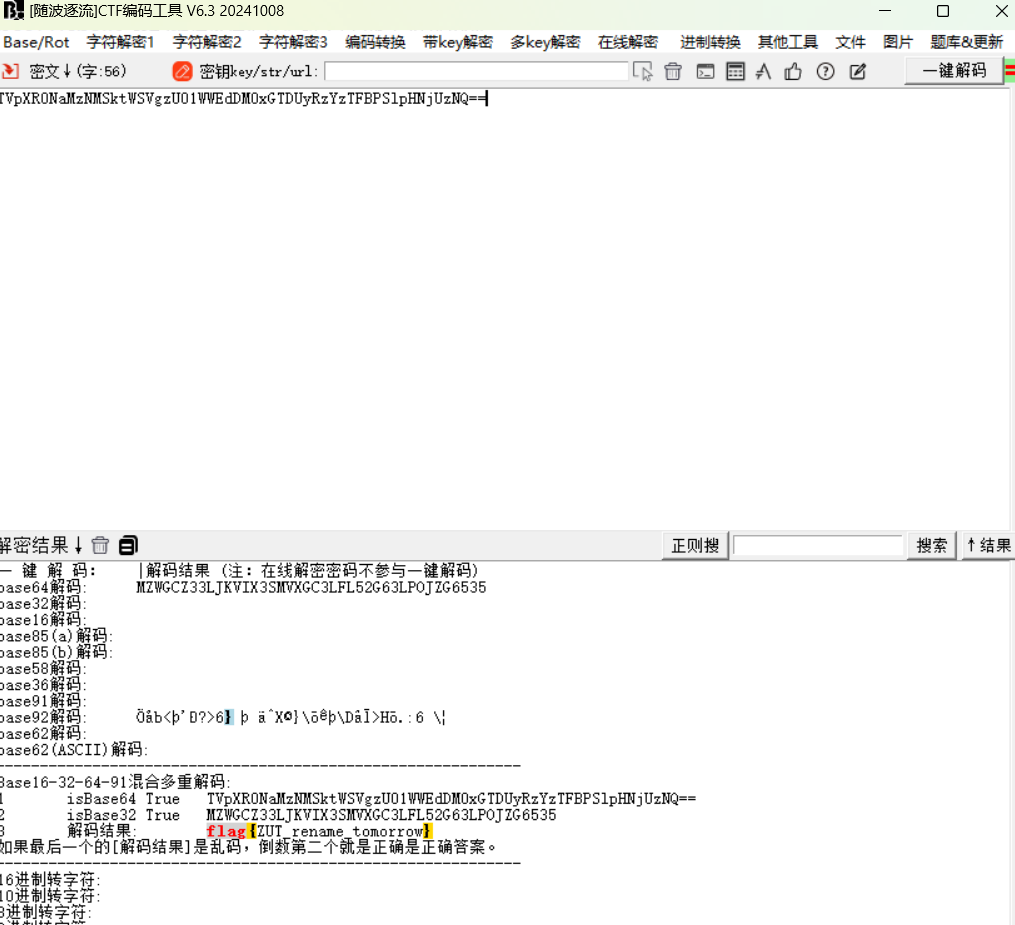 [随波逐流]CTF编码工具 V6.3 20241008
Base/Rot 字符解密1 字符解密2 字符解密3 编码转换 带key解密 多key解密 在线解密 进制转换 其他工具 文件 图片 题库&更新
密文↓(字:56) 密钥key/str/url: 一键解码
TVpXR0NaMzNMSktWSVgzU01WWEdDM0xGTDUyRzYzTFBPSlpHNjUzNQ==
解密结果↓ 正则搜 搜索 ↑结果
一 键 解 码: |解码结果 (注: 在线解密密码不参与一键解码)
base64解码: MZWGCZ33LJKVIX3SMVXGC3LFL52G63LPOJZG6535
base32解码:
base16解码:
base85(a)解码:
base85(b)解码:
base58解码:
base36解码:
base91解码:
base92解码:
base62解码:
base62(ASCII)解码:
----------------------------------------------------------
Base16-32-64-91混合多重解码:
1 isBase64 True TVpXR0NaMzNMSktWSVgzU01WWEdDM0xGTDUyRzYzTFBPSlpHNjUzNQ==
2 isBase32 True MZWGCZ33LJKVIX3SMVXGC3LFL52G63LPOJZG6535
3 解码结果: flag{ZUT_rename_tomorrow}
如果最后一个的[解码结果]是乱码，倒数第二个就是正确是正确答案。
----------------------------------------------------------
16进制转字符:
10进制转字符:
8进制转字符: